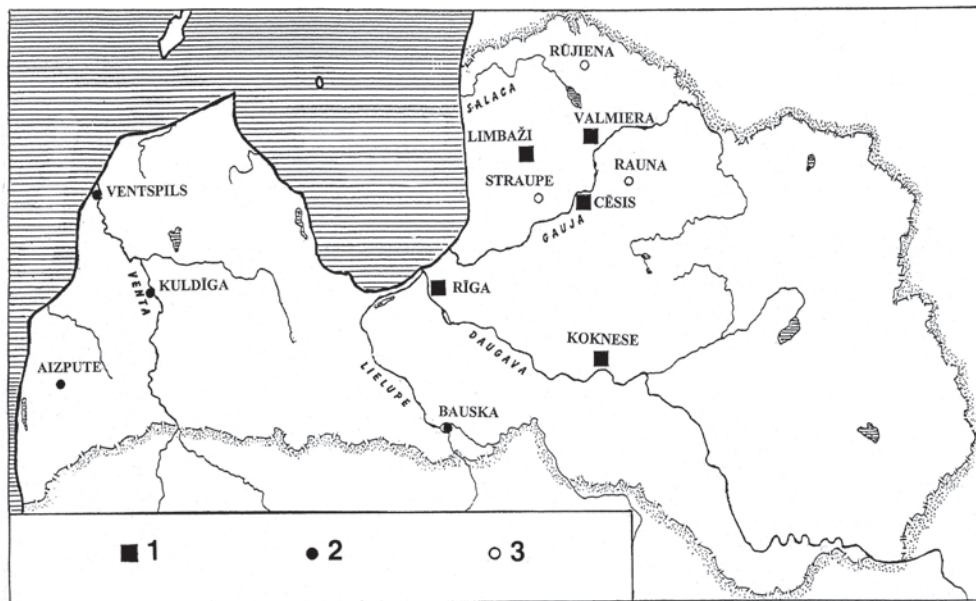 RŪJIENA
SALACA
VALMIERA
LIMBAŽI
RAUNA
STRAUPE
CĒSIS
GAUJA
VENTSPILS
VENTA
KULDĪGA
RĪGA
DAUGAVA
KOKNESE
LIELUPE
AIZPUTE
BAUSKA
1
2
3